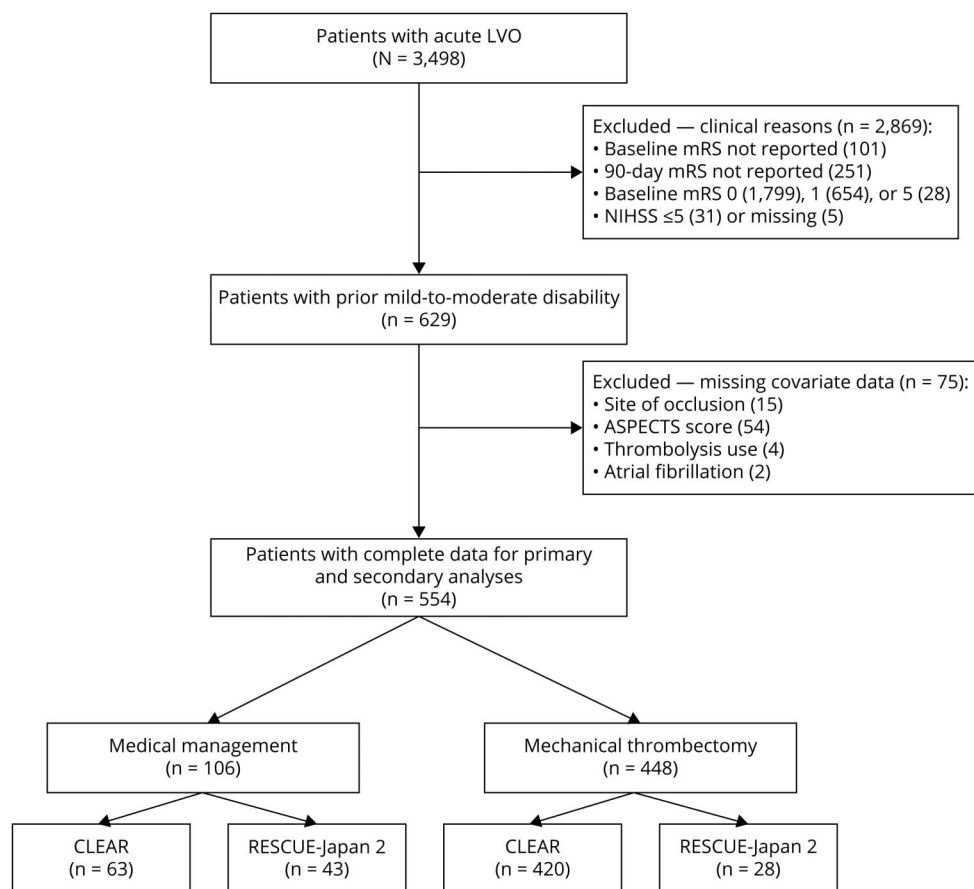 Patients with acute LVO
(N = 3,498)
Excluded — clinical reasons (n = 2,869):
• Baseline mRS not reported (101)
• 90-day mRS not reported (251)
• Baseline mRS 0 (1,799), 1 (654), or 5 (28)
• NIHSS ≤5 (31) or missing (5)
Patients with prior mild-to-moderate disability
(n = 629)
Excluded — missing covariate data (n = 75):
• Site of occlusion (15)
• ASPECTS score (54)
• Thrombolysis use (4)
• Atrial fibrillation (2)
Patients with complete data for primary
and secondary analyses
(n = 554)
Medical management
(n = 106)
Mechanical thrombectomy
(n = 448)
CLEAR
(n = 63)
RESCUE-Japan 2
(n = 43)
CLEAR
(n = 420)
RESCUE-Japan 2
(n = 28)